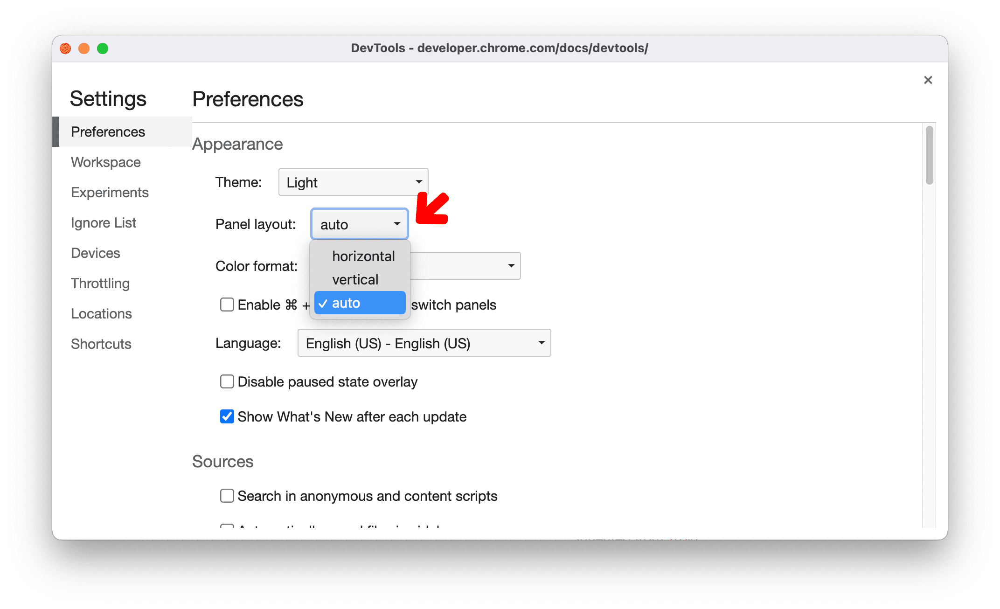 DevTools - developer.chrome.com/docs/devtools/
Settings
Preferences
Workspace
Experiments
Ignore List
Devices
Throttling
Locations
Shortcuts
Preferences
Appearance
Theme: Light
Panel layout: auto
horizontal
vertical
✓ auto
Color format:
Enable ⌘ + switch panels
Language: English (US) - English (US)
Disable paused state overlay
Show What's New after each update
Sources
Search in anonymous and content scripts